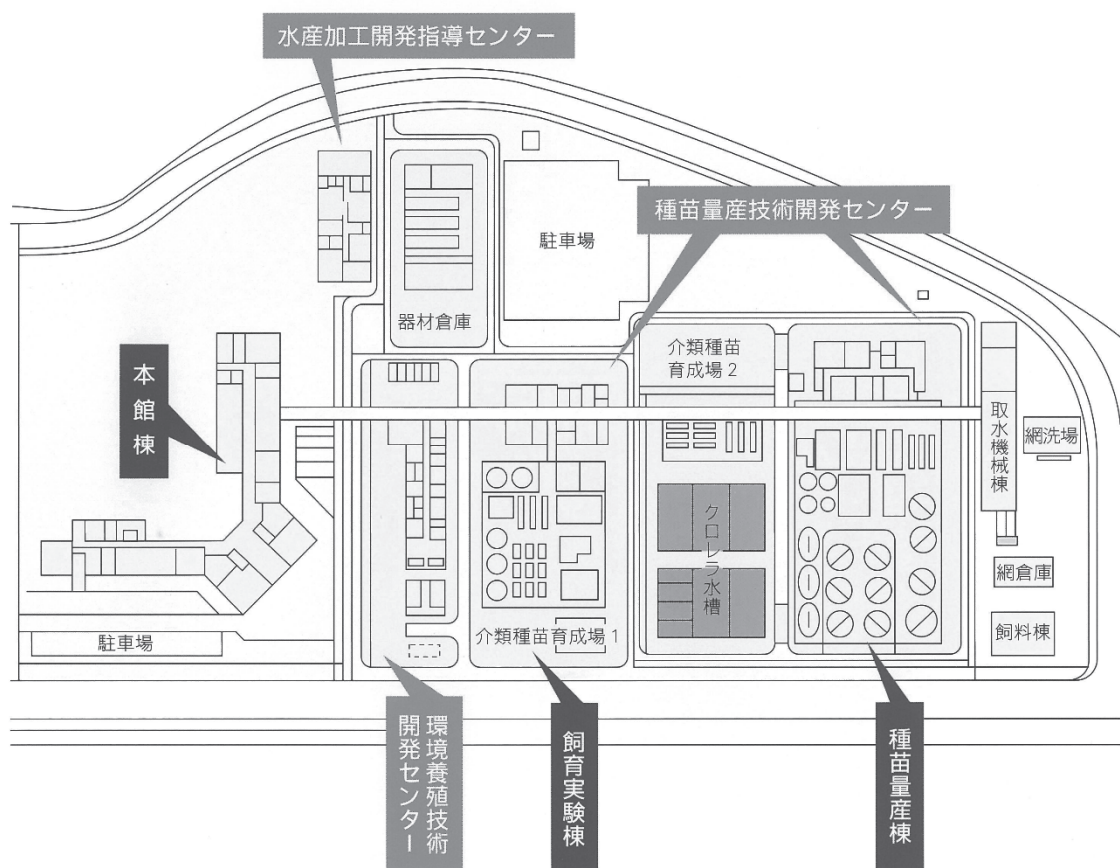 水産加工開発指導センター
種苗量産技術開発センター
駐車場
器材倉庫
介類種苗
育成場2
本館棟
取水機械棟
網洗場
クロレラ水槽
網倉庫
飼料棟
介類種苗育成場1
駐車場
環境養殖技術
開発センター
飼育実験棟
種苗量産棟